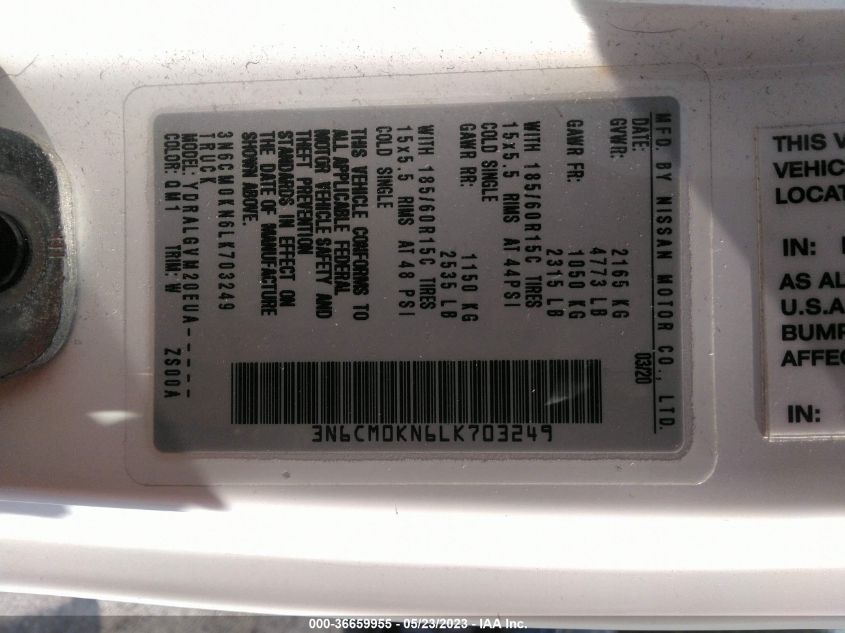 MFD. BY NISSAN MOTOR CO., LTD.
DATE: 03/20
GVWR: 2165 KG
4773 LB
GAWR FR: 1050 KG
2315 LB
WITH 185/60R15C TIRES
15x5.5 RIMS AT 44PSI
COLD SINGLE
GAWR RR: 1150 KG
2535 LB
WITH 185/60R15C TIRES
15x5.5 RIMS AT 48 PSI
COLD SINGLE
THIS VEHICLE CONFORMS TO
ALL APPLICABLE FEDERAL
MOTOR VEHICLE SAFETY AND
THEFT PREVENTION
STANDARDS IN EFFECT ON
THE DATE OF MANUFACTURE
SHOWN ABOVE.
3N6CM0KN6LK703249
TRUCK
MODEL: YDRALGVM20EUA-----
COLOR: QM1 TRIM: W ZS00A
3N6CM0KN6LK703249
THIS V
VEHIC
LOCAT
IN:
AS AL
U.S.A
BUMP
AFFE
IN:
000-36659955 - 05/23/2023 - IAA Inc.